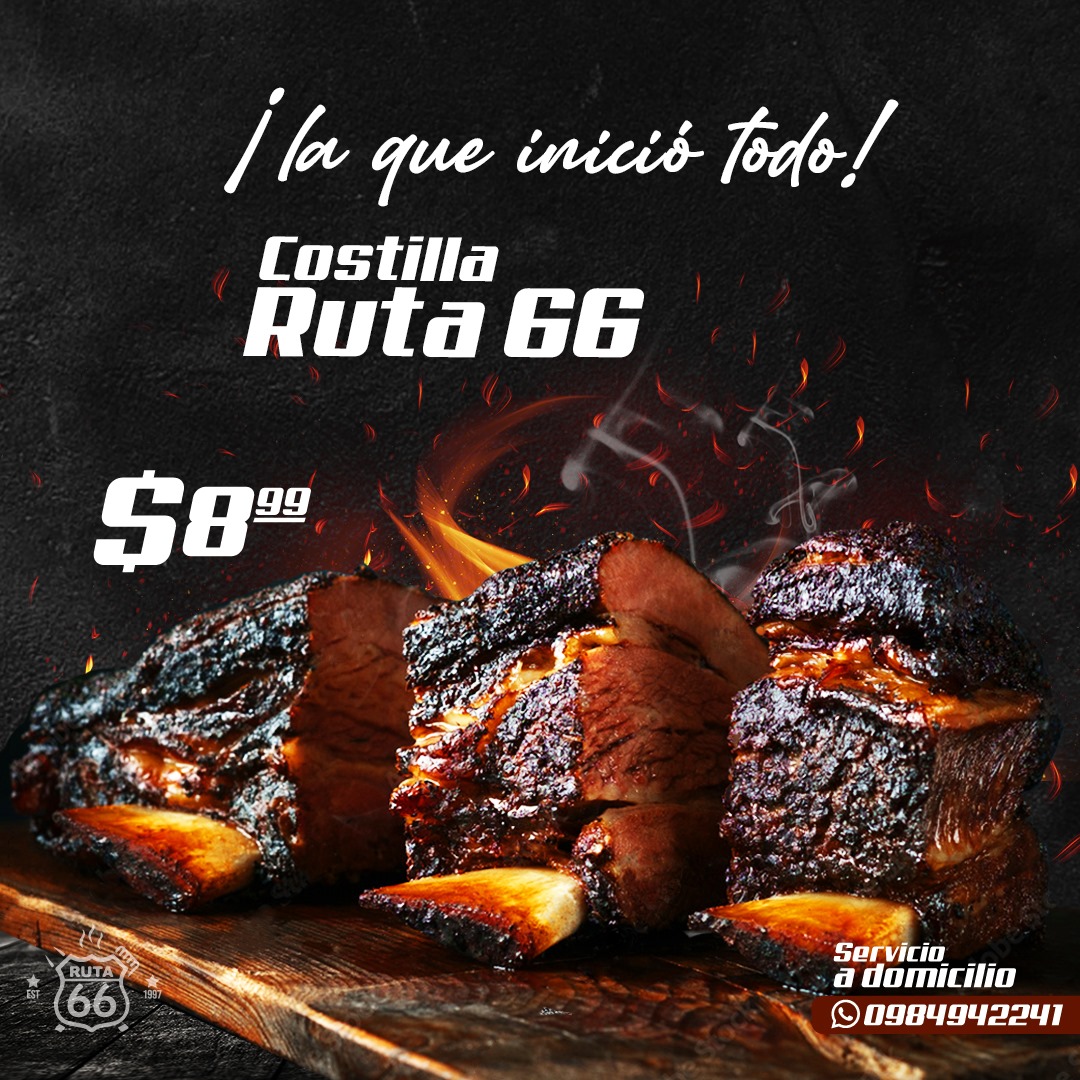 ¡la que inició todo!
Costilla
Ruta 66
$8 99
RUTA
66
EST
1997
Servicio
a domicilio
0984942241